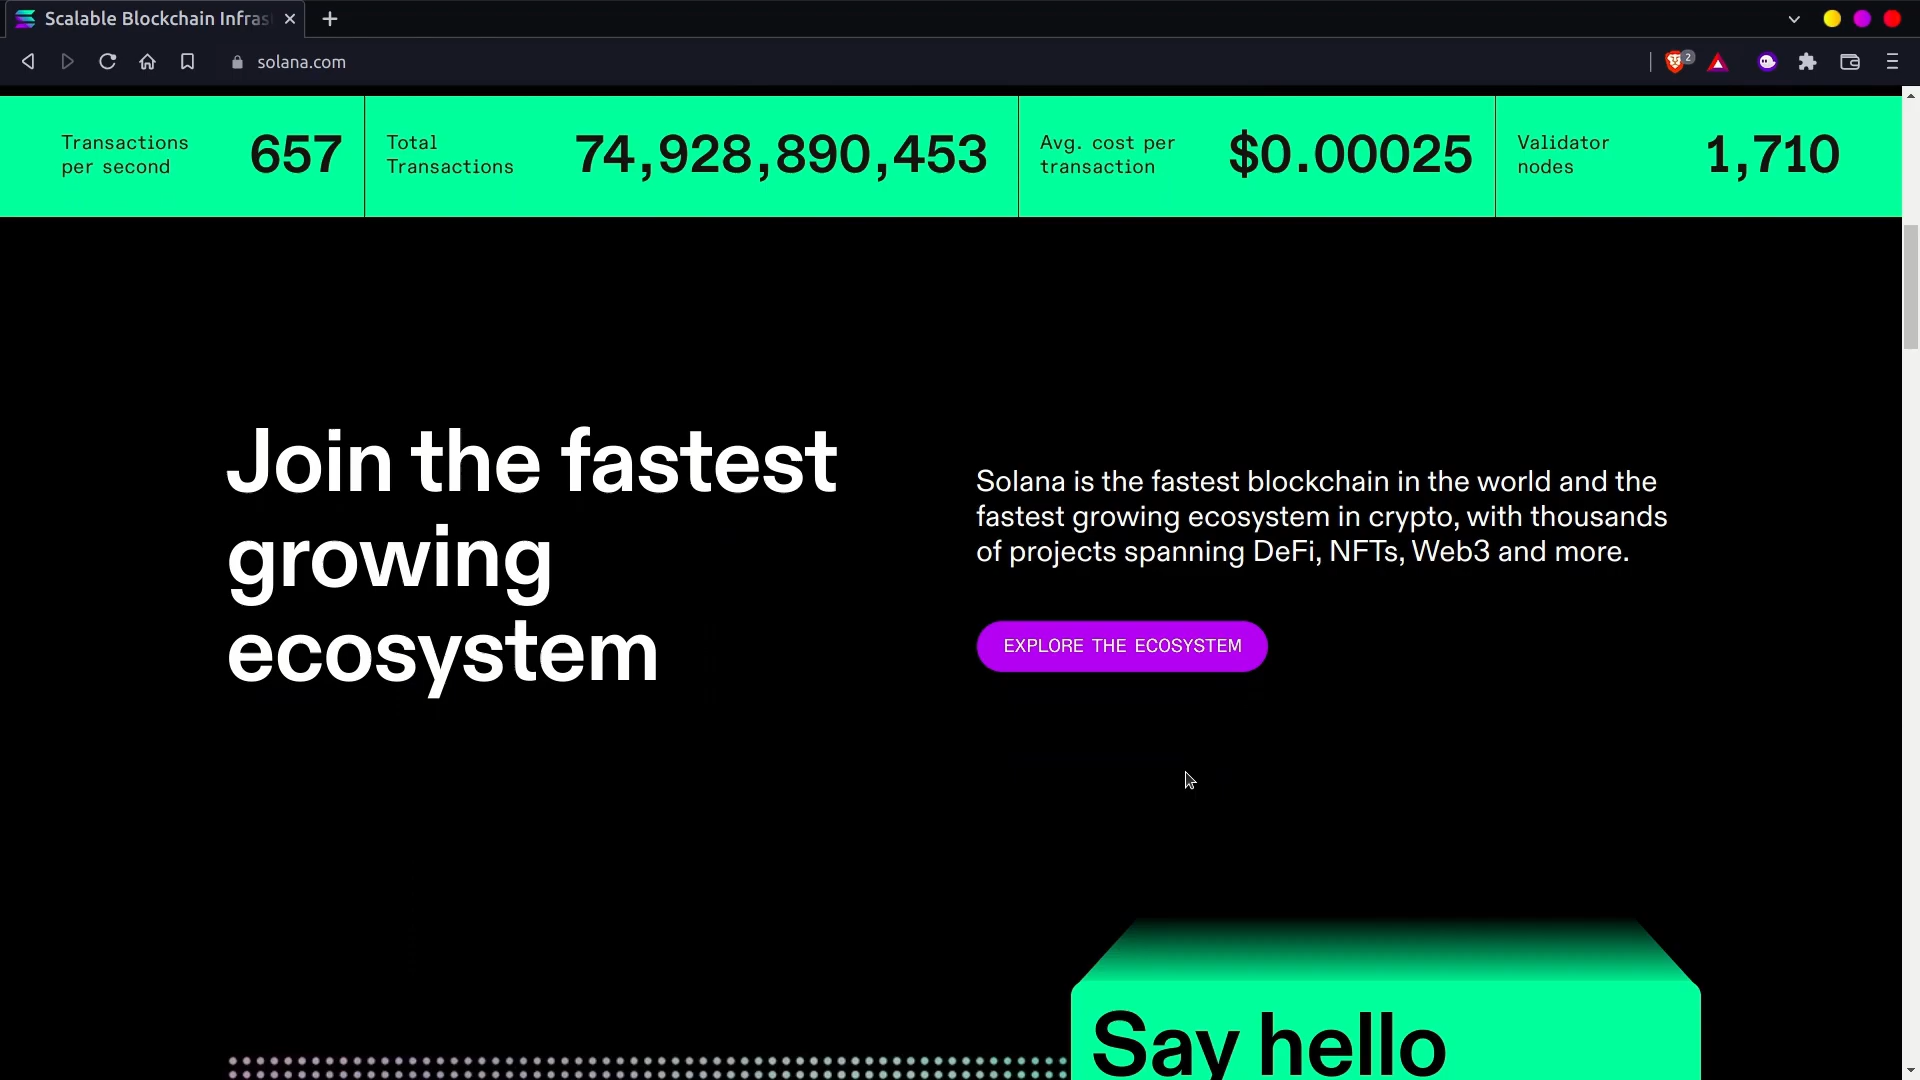 Scalable Blockchain Infras
solana.com
2
Transactions
per second
657
Total
Transactions
74,928,890,453
Avg. cost per
transaction
$0.00025
Validator
nodes
1,710
Join the fastest
growing
ecosystem
Solana is the fastest blockchain in the world and the
fastest growing ecosystem in crypto, with thousands
of projects spanning DeFi, NFTs, Web3 and more.
EXPLORE THE ECOSYSTEM
Say hello